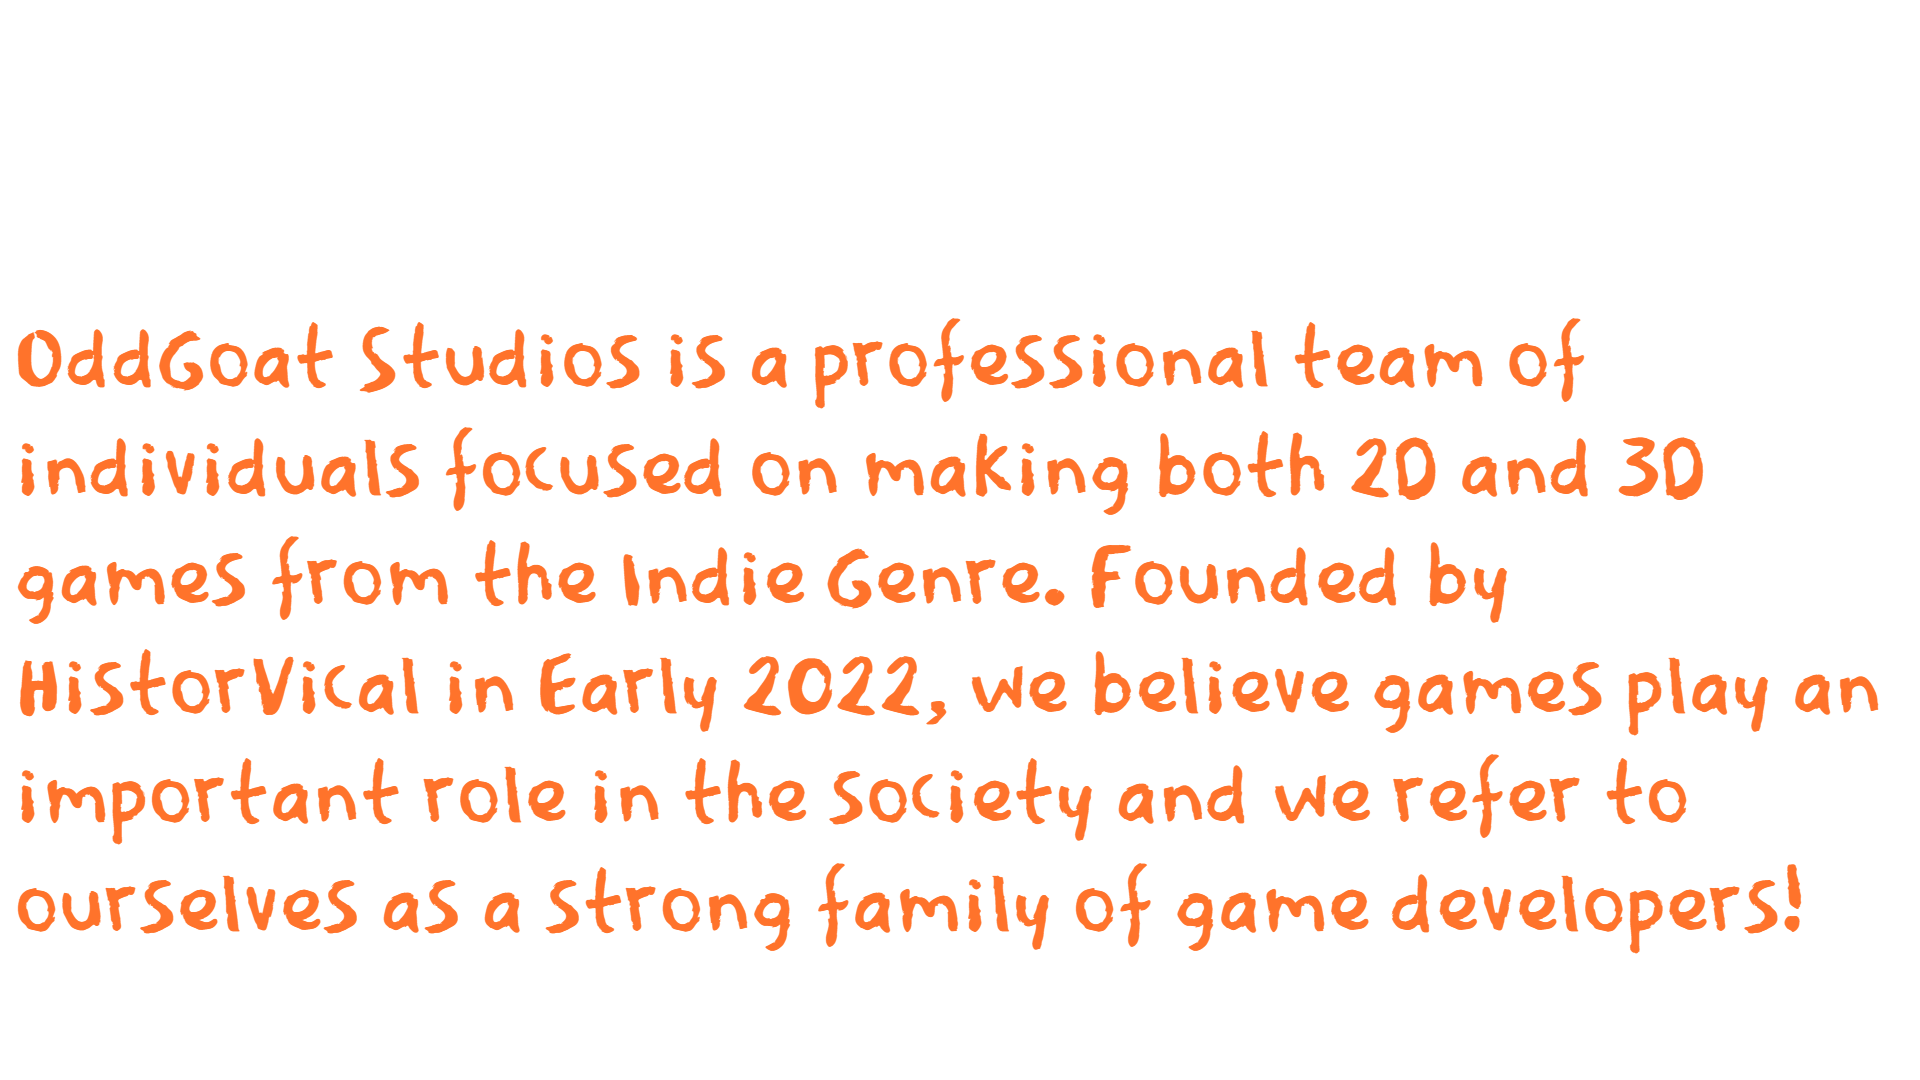 OddGoat Studios is a professional team of
individuals focused on making both 2D and 3D
games from the Indie Genre. Founded by
HistorVical in Early 2022, we believe games play an
important role in the society and we refer to
ourselves as a strong family of game developers!